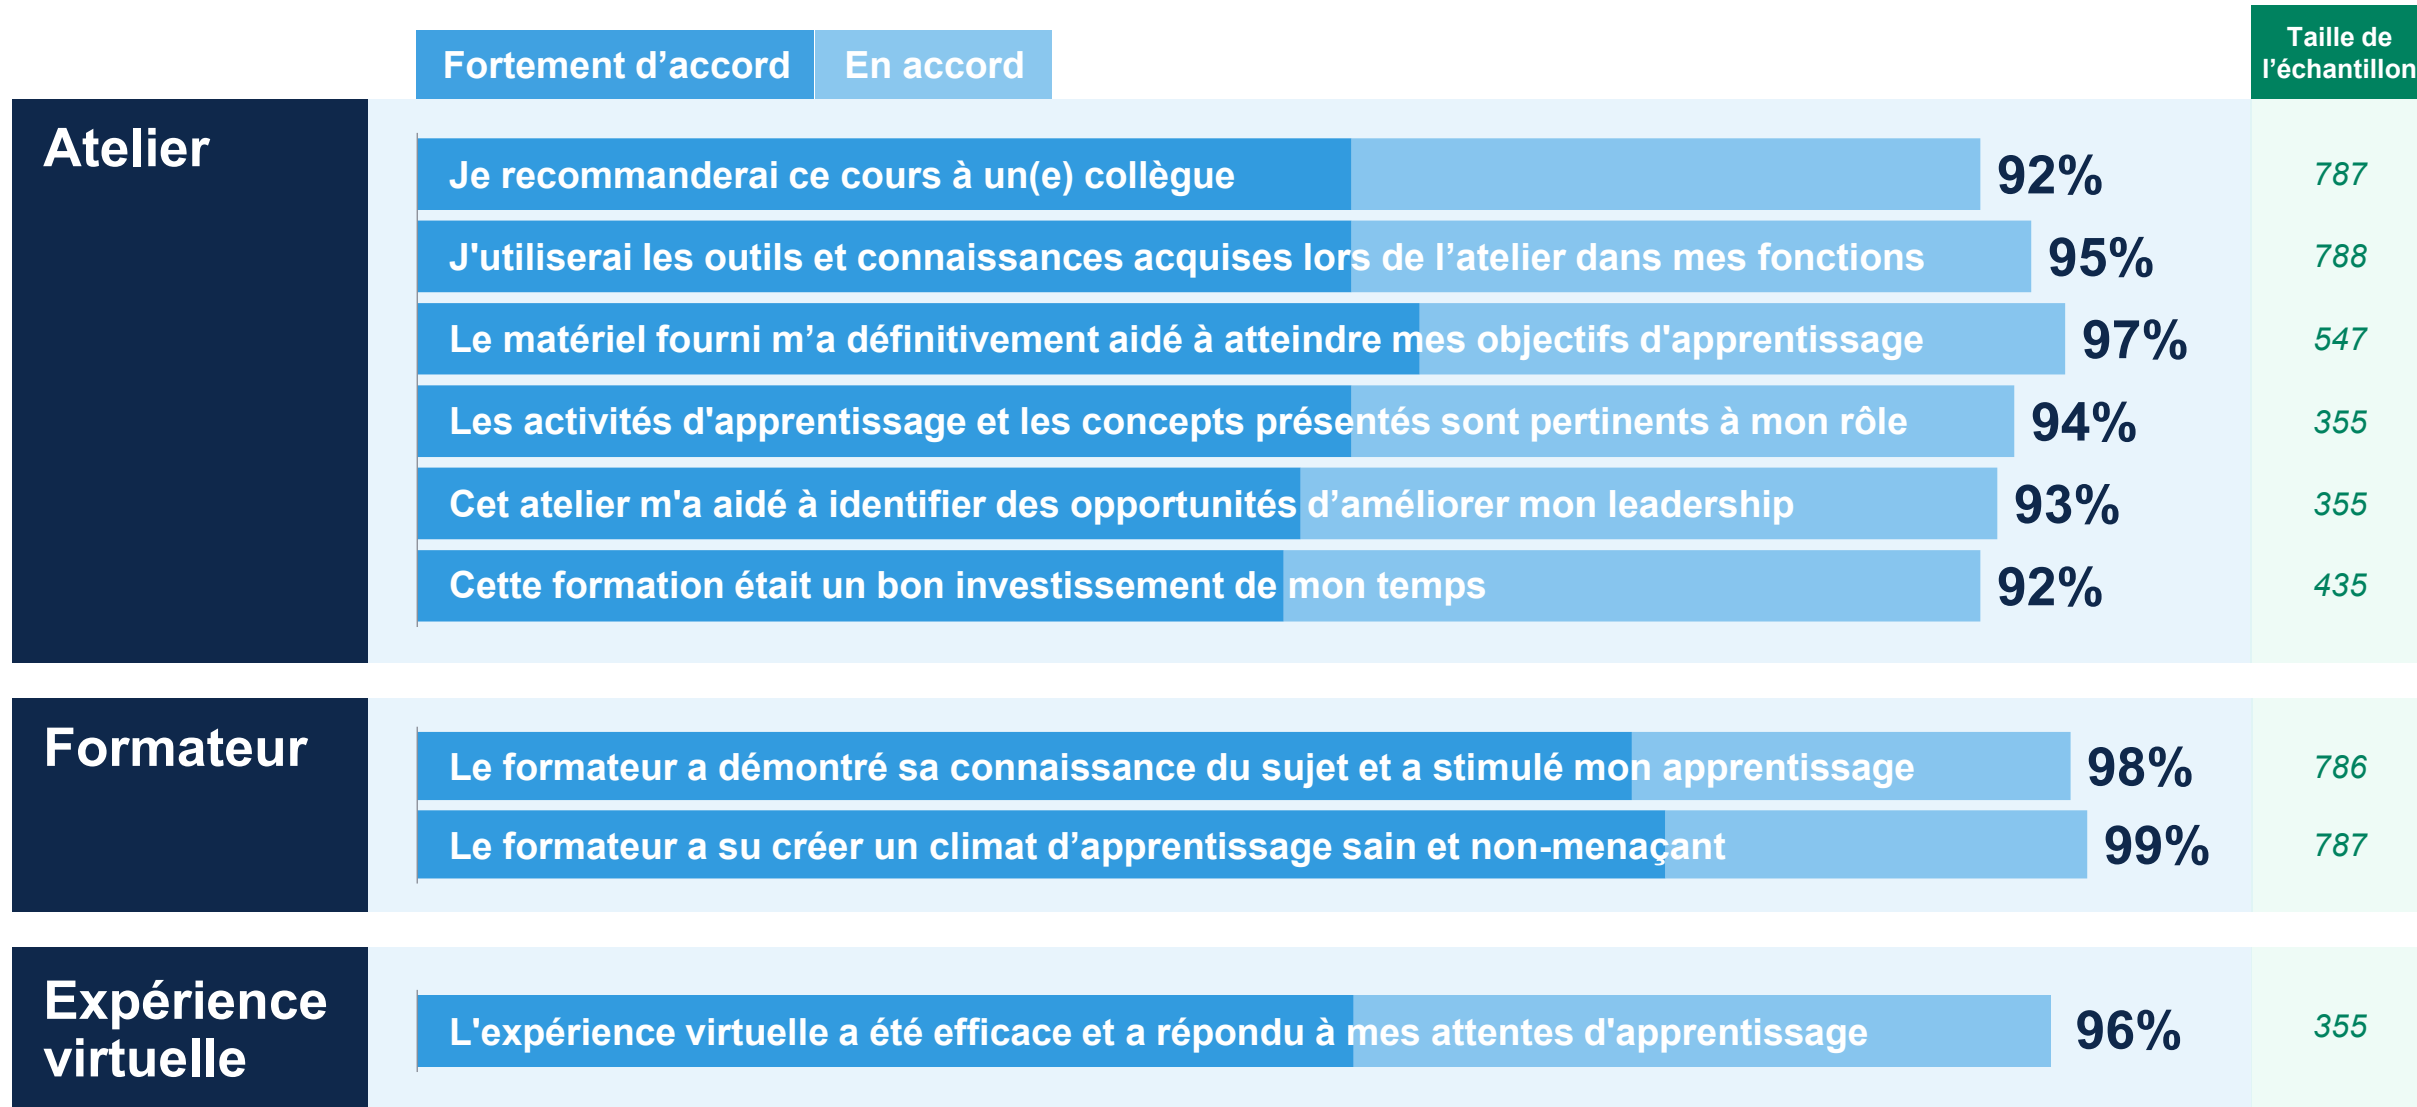 Fortement d’accord
En accord
Taille de
l’échantillon
Atelier
Je recommanderai ce cours à un(e) collègue 92% 787
J'utiliserai les outils et connaissances acquises lors de l’atelier dans mes fonctions 95% 788
Le matériel fourni m’a définitivement aidé à atteindre mes objectifs d'apprentissage 97% 547
Les activités d'apprentissage et les concepts présentés sont pertinents à mon rôle 94% 355
Cet atelier m'a aidé à identifier des opportunités d’améliorer mon leadership 93% 355
Cette formation était un bon investissement de mon temps 92% 435
Formateur
Le formateur a démontré sa connaissance du sujet et a stimulé mon apprentissage 98% 786
Le formateur a su créer un climat d’apprentissage sain et non-menaçant 99% 787
Expérience
virtuelle
L'expérience virtuelle a été efficace et a répondu à mes attentes d'apprentissage 96% 355